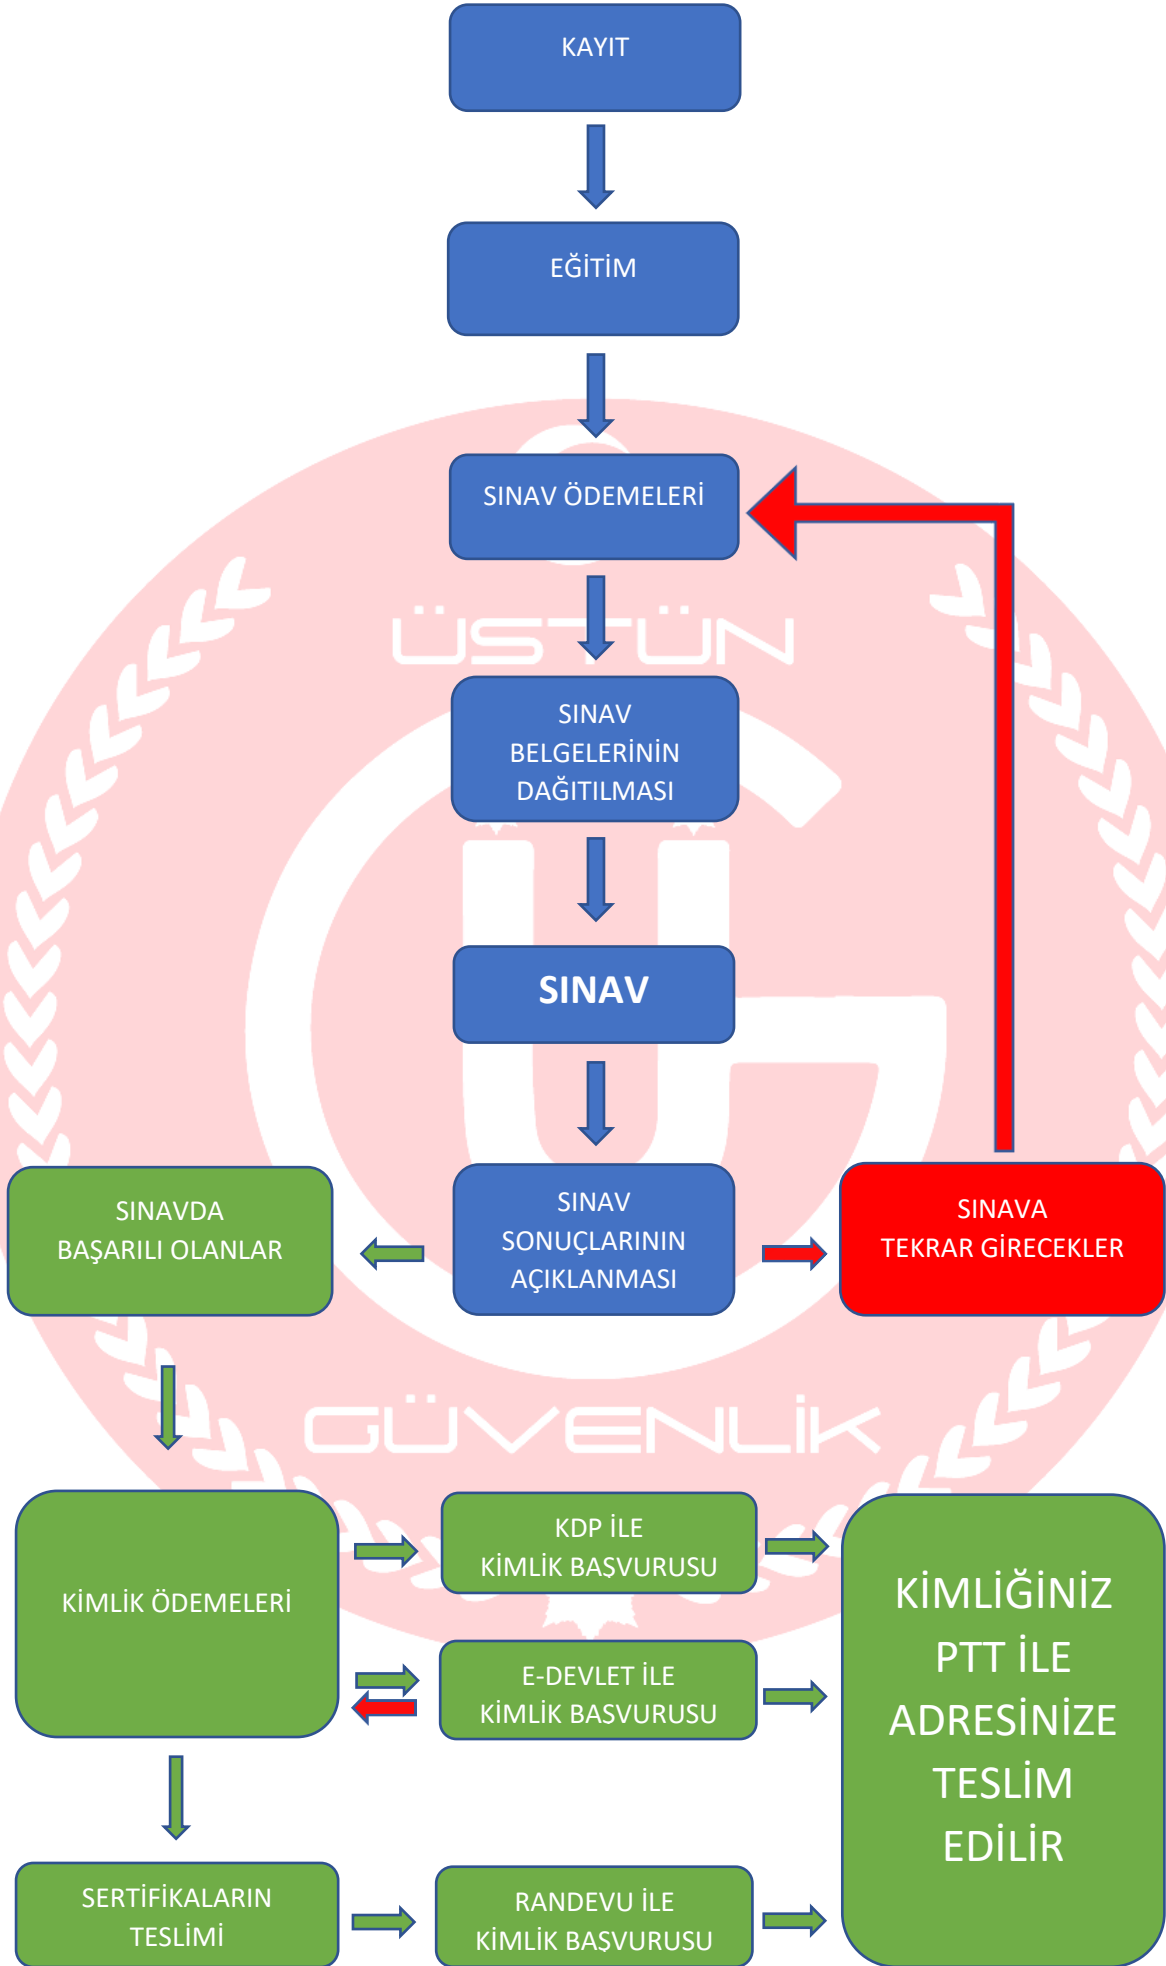 KAYIT
EĞİTİM
SINAV ÖDEMELERİ
ÜSTÜN
SINAV
BELGELERİNİN
DAĞITILMASI
SINAV
SINAV
SONUÇLARININ
AÇIKLANMASI
SINAVDA
BAŞARILI OLANLAR
SINAVA
TEKRAR GİRECEKLER
GÜVENLİK
KİMLİK ÖDEMELERİ
KDP İLE
KİMLİK BAŞVURUSU
E-DEVLET İLE
KİMLİK BASVURUSU
KİMLİĞİNİZ
PTT İLE
ADRESİNİZE
TESLİM
EDİLİR
SERTİFİKALARIN
TESLİMİ
RANDEVU İLE
KİMLİK BAŞVURUSU